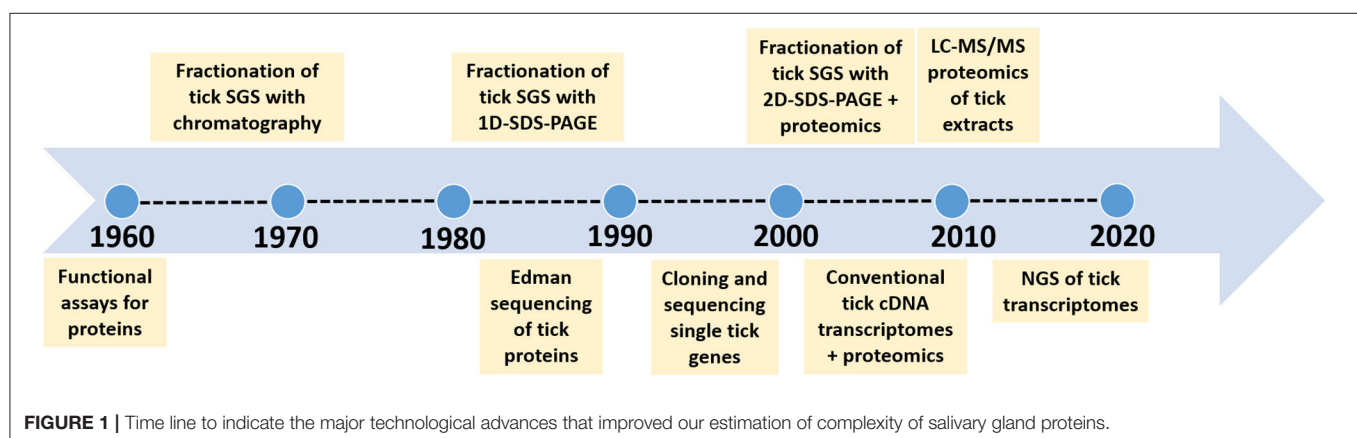 Fractionation of
tick SGS with
chromatography
Fractionation of
tick SGS with
1D-SDS-PAGE
Fractionation of
tick SGS with
2D-SDS-PAGE +
proteomics
LC-MS/MS
proteomics
of tick
extracts
1960
1970
1980
1990
2000
2010
2020
Functional
assays for
proteins
Edman
sequencing
of tick
proteins
Cloning and
sequencing
single tick
genes
Conventional
tick cDNA
transcriptomes
+ proteomics
NGS of tick
transcriptomes
FIGURE 1 | Time line to indicate the major technological advances that improved our estimation of complexity of salivary gland proteins.